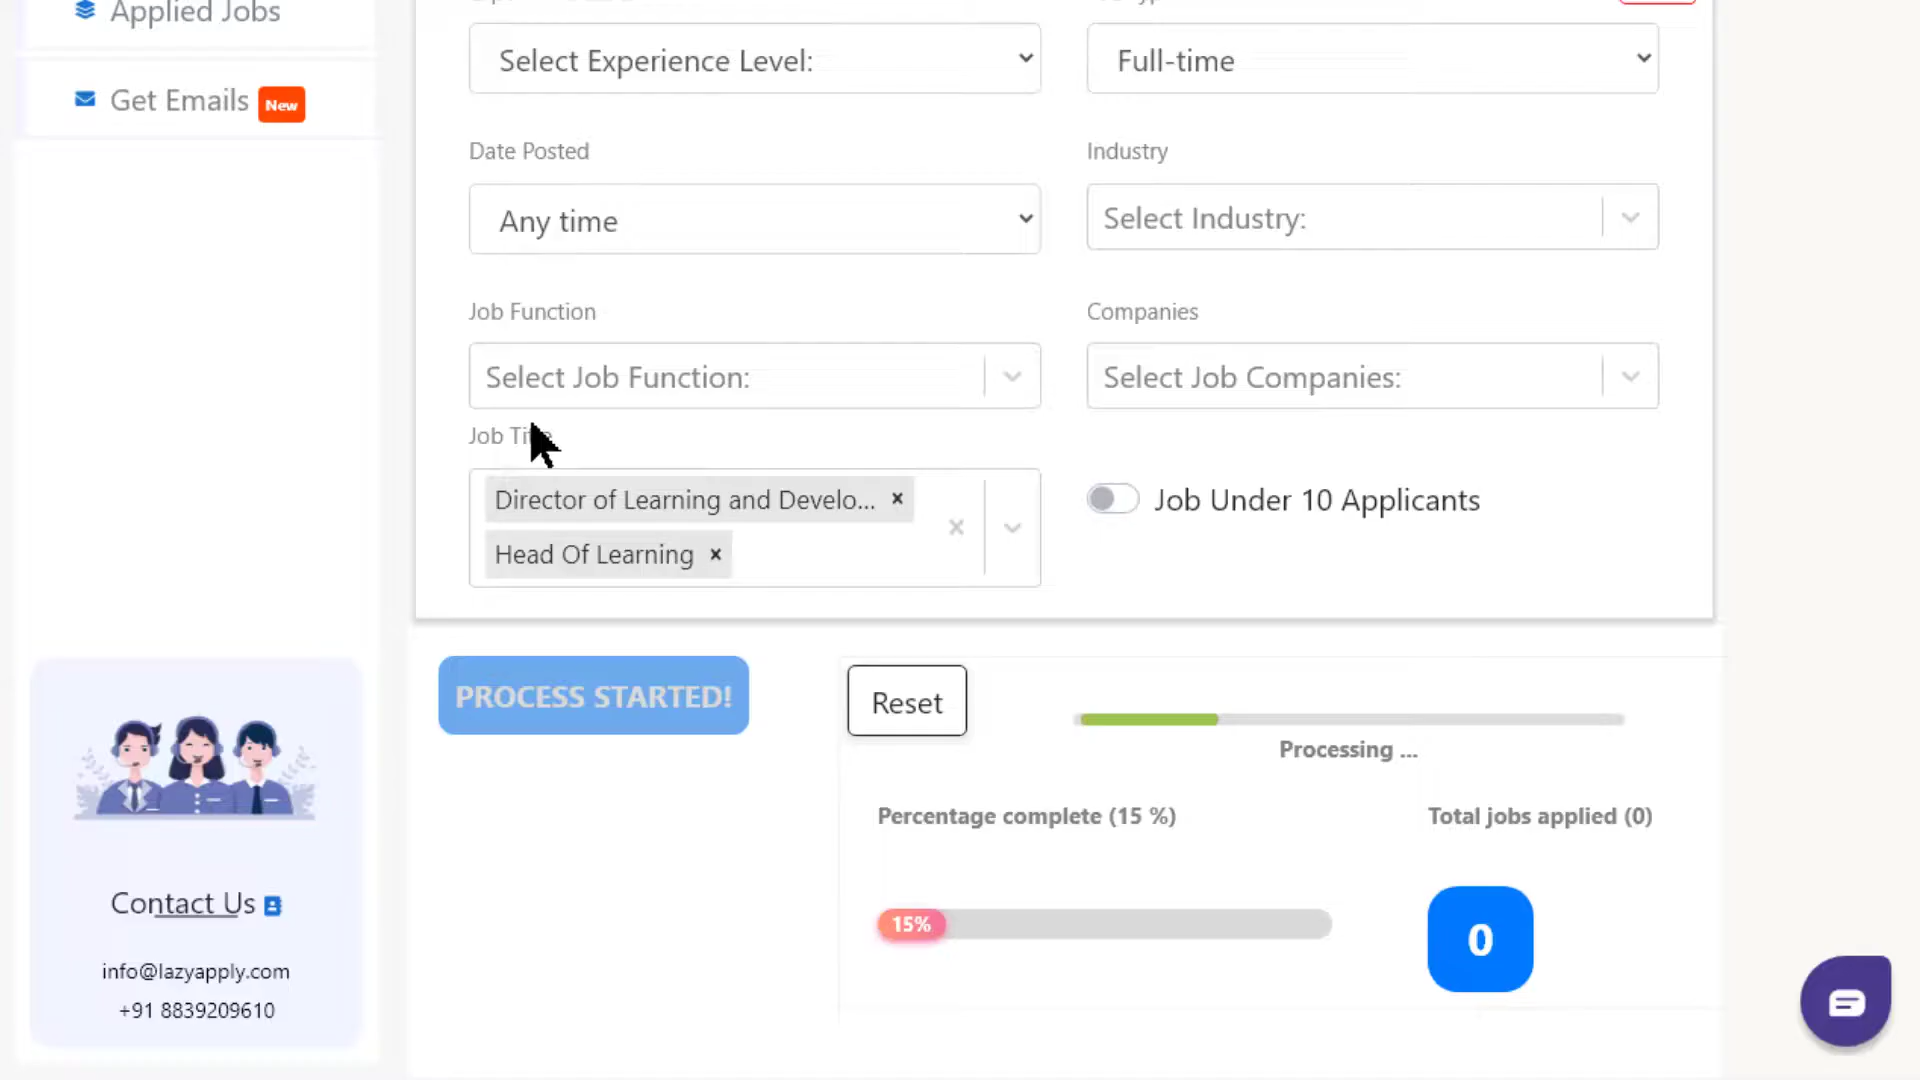 Applied Jobs
Get Emails New
Select Experience Level:
Full-time
Date Posted
Industry
Any time
Select Industry:
Job Function
Companies
Select Job Function:
Select Job Companies:
Job Title
Director of Learning and Develo... ×
Head Of Learning ×
Job Under 10 Applicants
PROCESS STARTED!
Reset
Processing ...
Percentage complete (15 %)
Total jobs applied (0)
15%
0
Contact Us
info@lazyapply.com
+91 8839209610